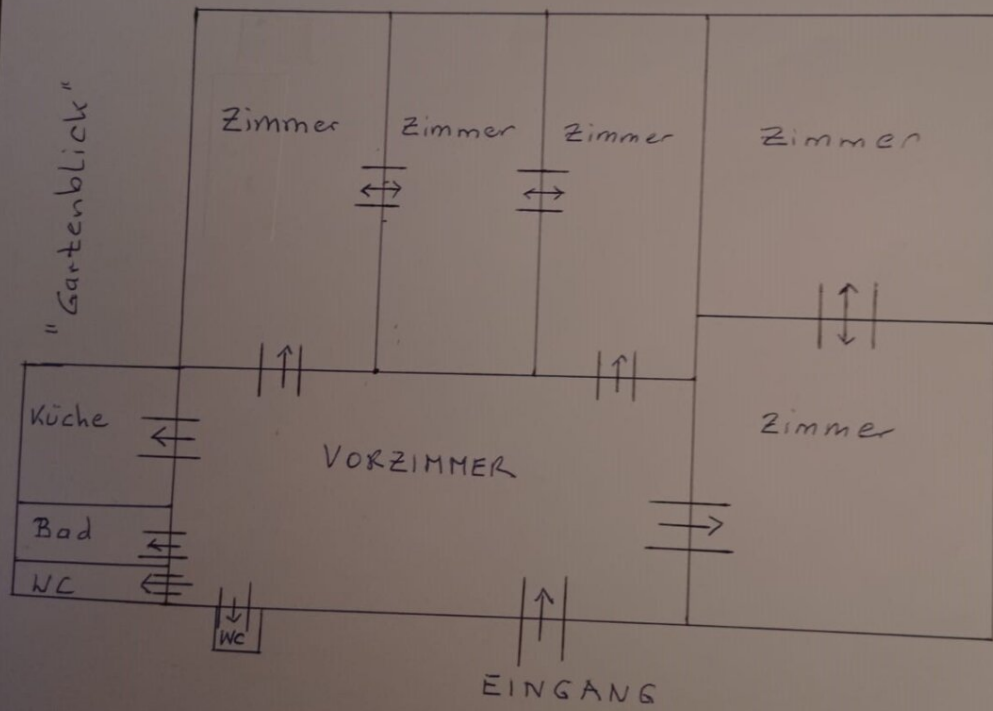 "Gartenblick"
Zimmer
Zimmer
Zimmer
Zimmer
Küche
VORZIMMER
Zimmer
Bad
WC
WC
EINGANG